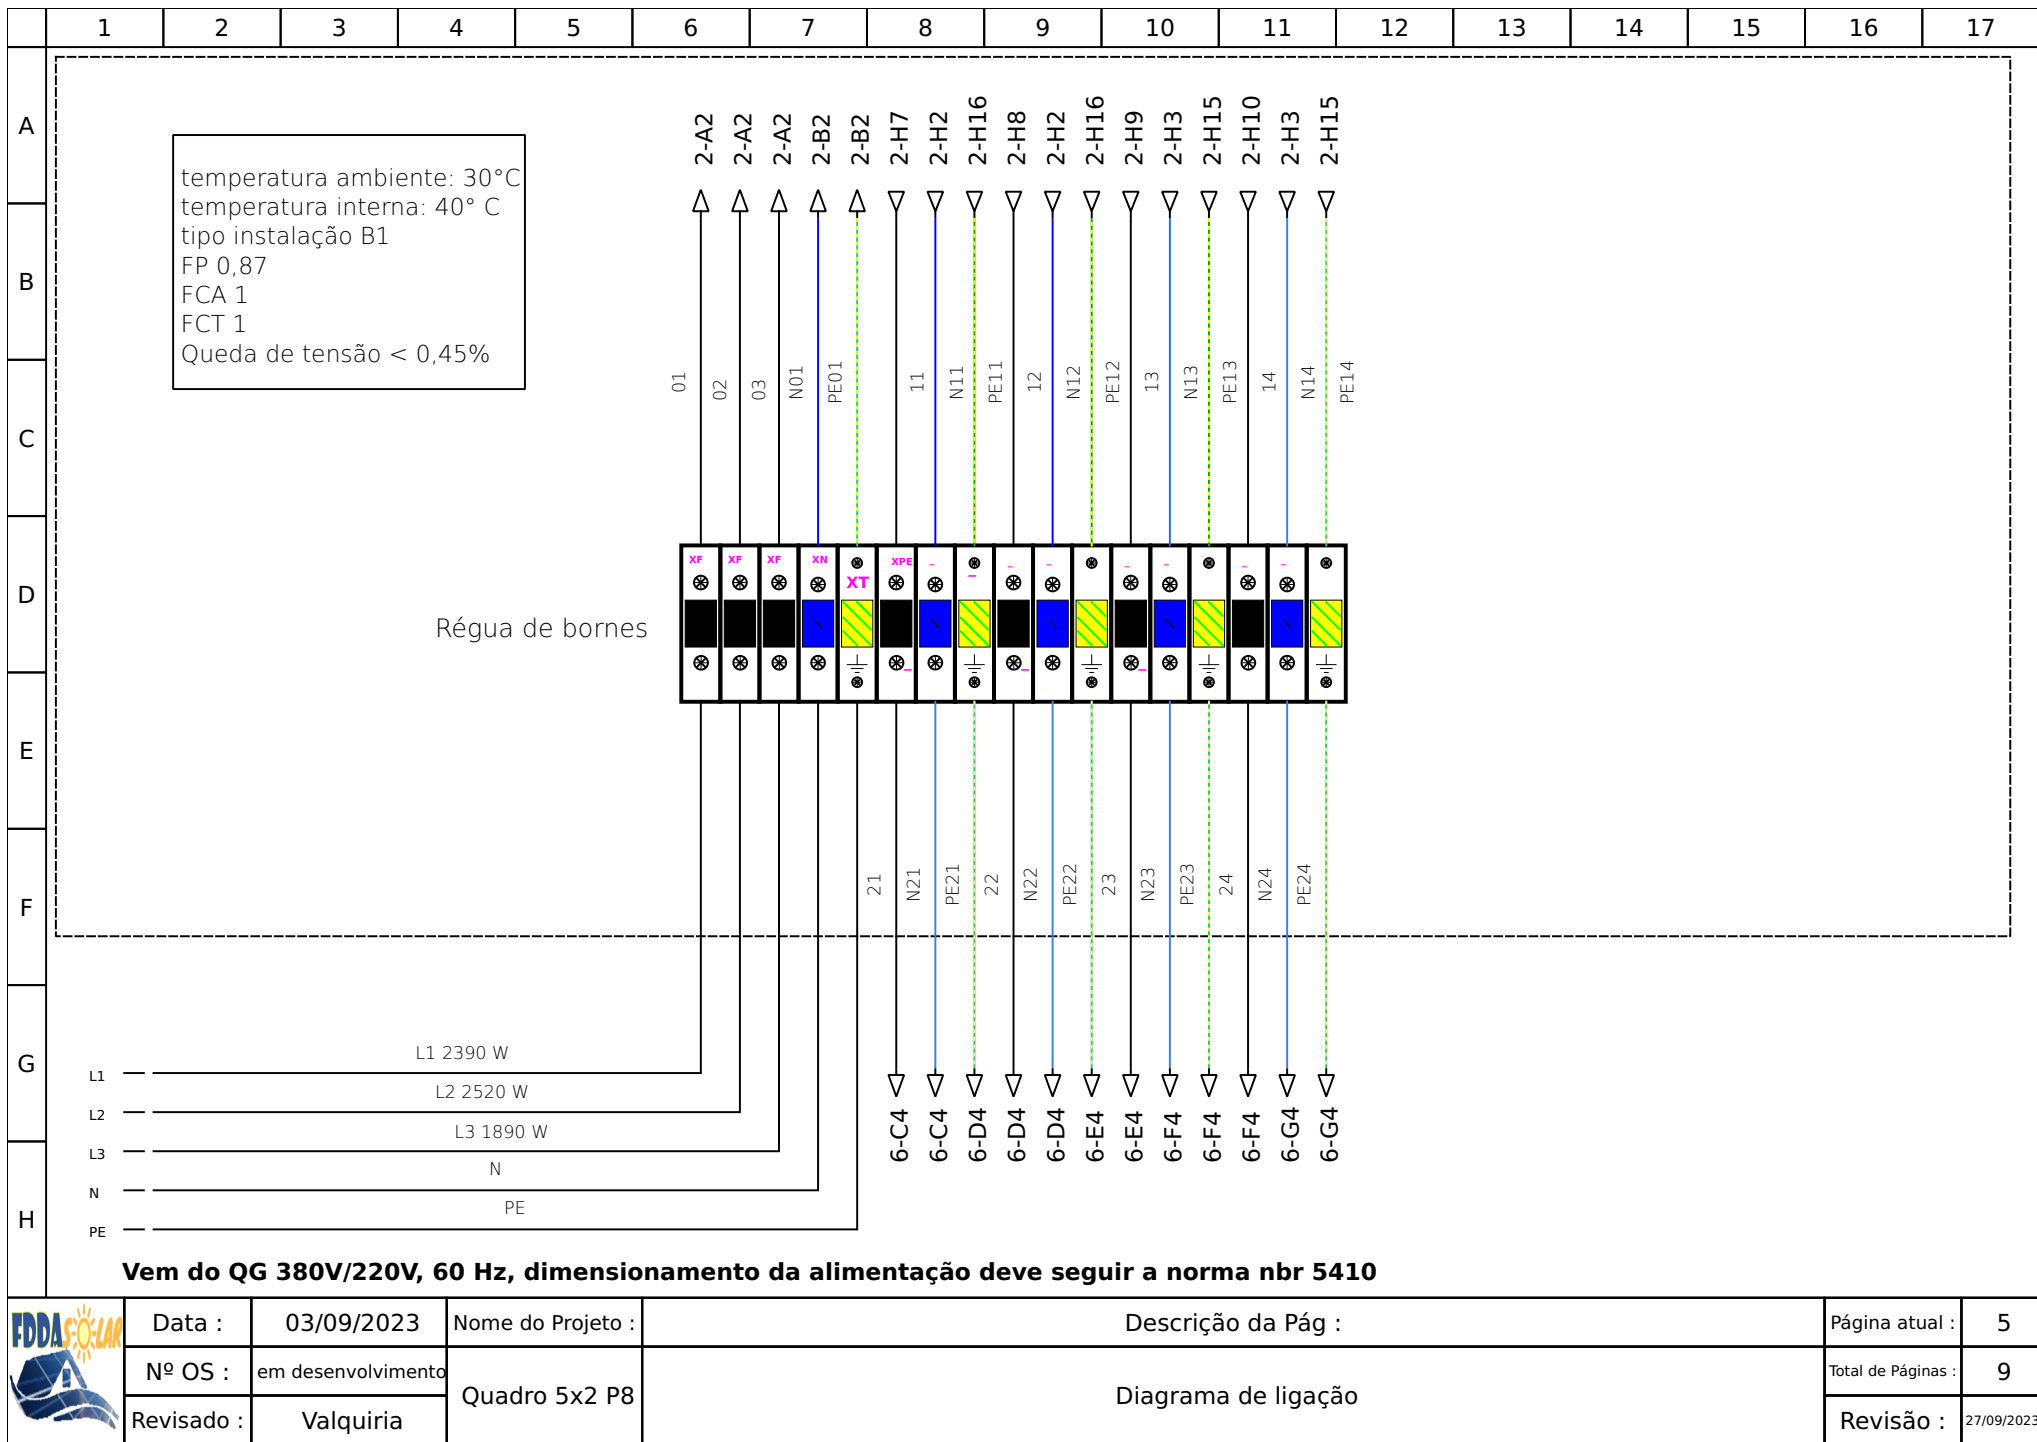 1 2 3 4 5 6 7 8 9 10 11 12 13 14 15 16 17
A
B
C
D
E
F
G
H
temperatura ambiente: 30°C
temperatura interna: 40° C
tipo instalação B1
FP 0,87
FCA 1
FCT 1
Queda de tensão < 0,45%
2-A2 2-A2 2-A2 2-B2 2-B2 2-H7 2-H2 2-H16 2-H8 2-H2 2-H16 2-H9 2-H3 2-H15 2-H10 2-H3 2-H15
01 02 03 N01 PE01 11 N11 PE11 12 N12 PE12 13 N13 PE13 14 N14 PE14
XF XF XF XN XT XPE
Régua de bornes
21 N21 PE21 22 N22 PE22 23 N23 PE23 24 N24 PE24
6-C4 6-C4 6-D4 6-D4 6-D4 6-E4 6-E4 6-F4 6-F4 6-F4 6-G4 6-G4
L1 L1 2390 W
L2 L2 2520 W
L3 L3 1890 W
N N
PE PE
Vem do QG 380V/220V, 60 Hz, dimensionamento da alimentação deve seguir a norma nbr 5410
FDDA SOLAR
Data : 03/09/2023 Nome do Projeto : Descrição da Pág : Página atual : 5
Nº OS : em desenvolvimento Quadro 5x2 P8 Diagrama de ligação Total de Páginas : 9
Revisado : Valquiria Revisão : 27/09/2023